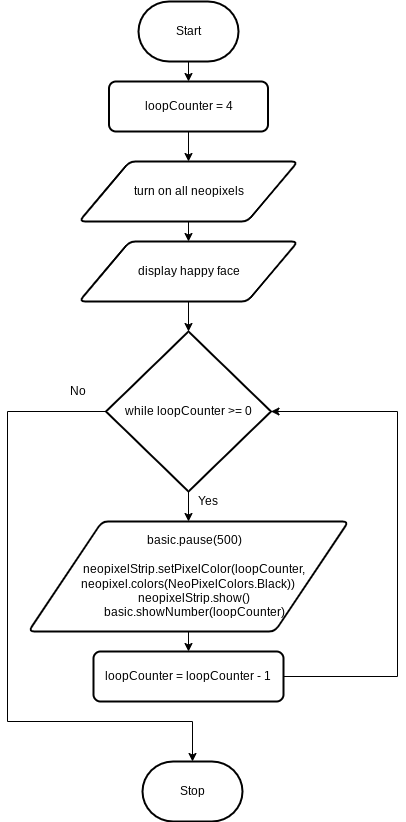 Start
loopCounter = 4
turn on all neopixels
display happy face
No
while loopCounter >= 0
Yes
basic.pause(500)
neopixelStrip.setPixelColor(loopCounter,
neopixel.colors(NeoPixelColors.Black))
neopixelStrip.show()
basic.showNumber(loopCounter)
loopCounter = loopCounter - 1
Stop